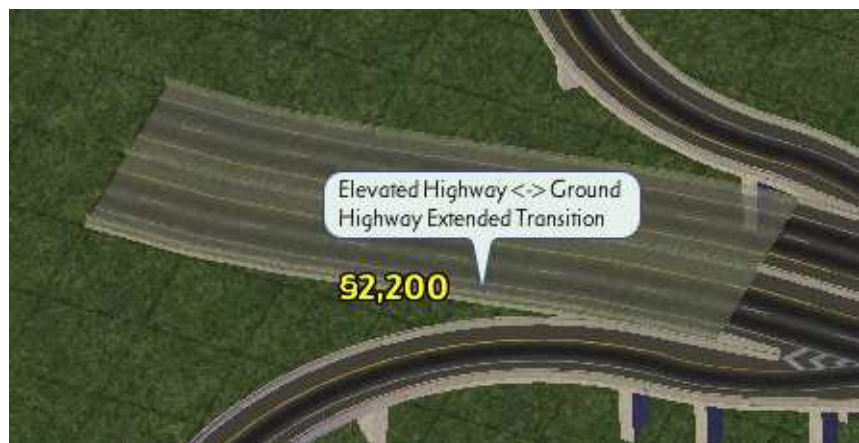 Elevated Highway <-> Ground
Highway Extended Transition
§2,200